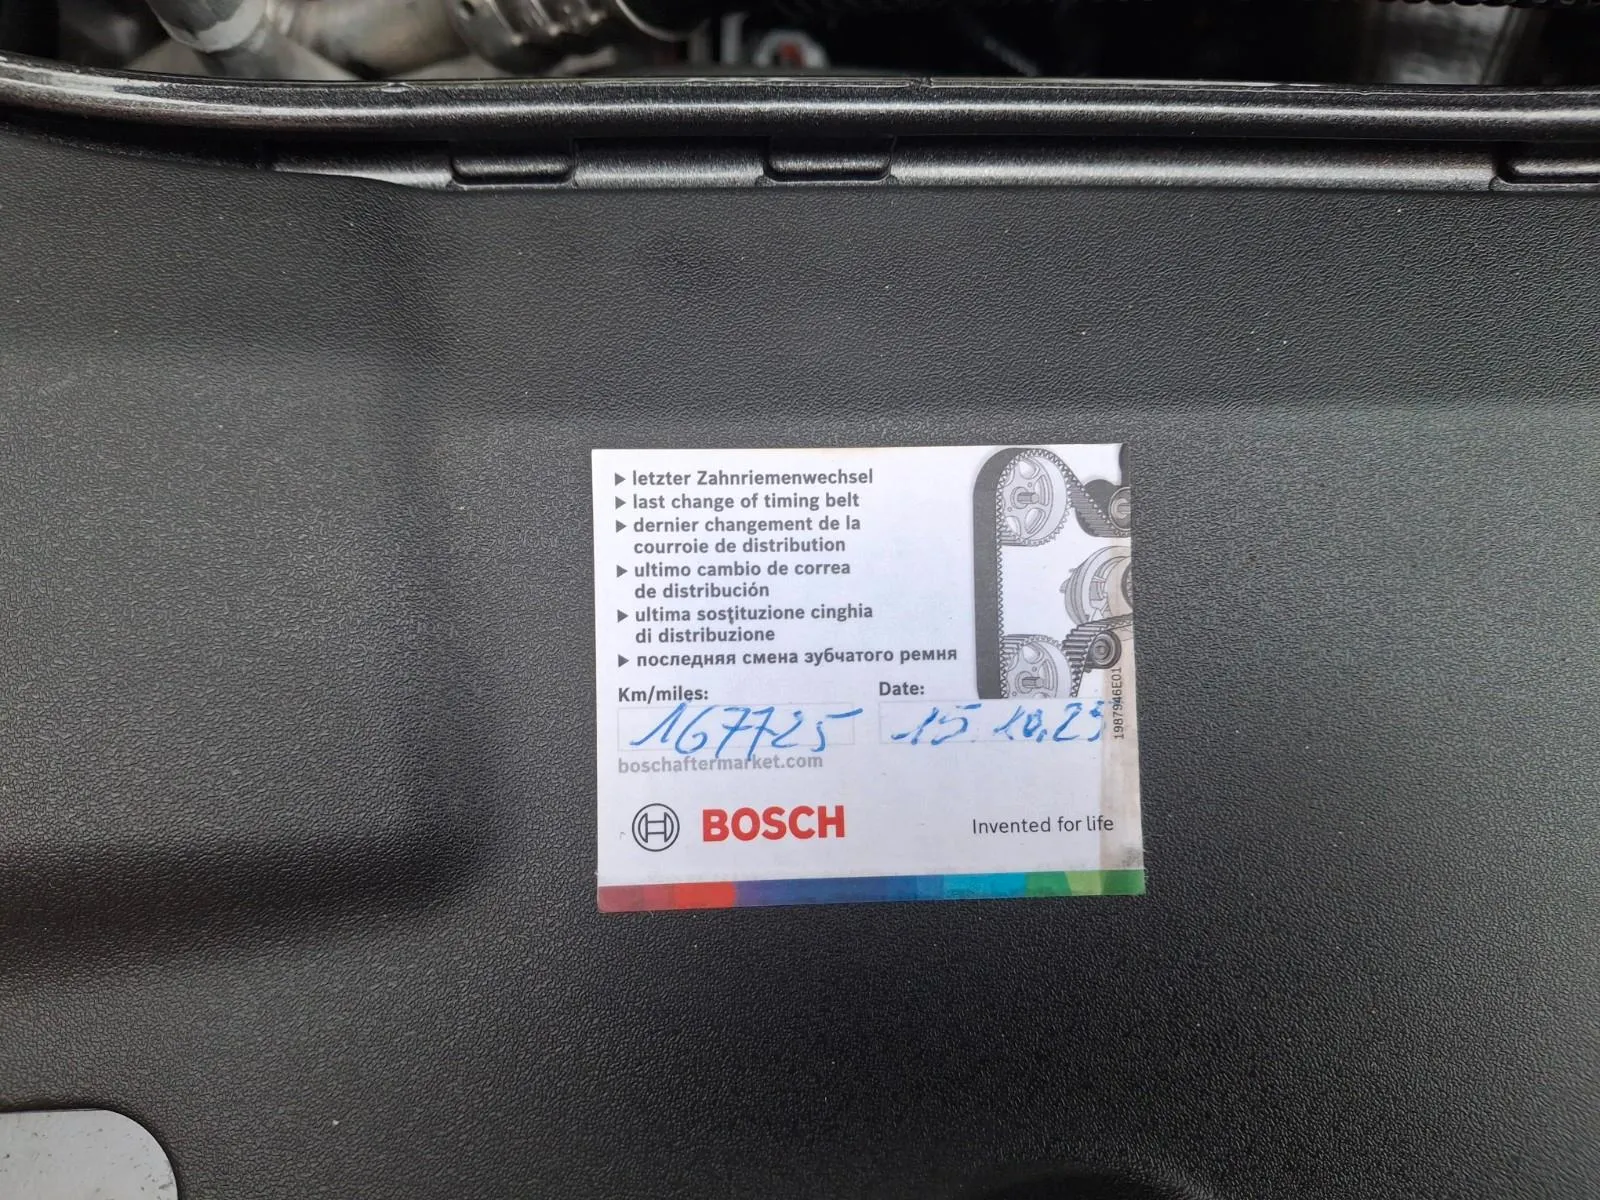 ▶ letzter Zahnriemenwechsel
▶ last change of timing belt
▶ dernier changement de la
courroie de distribution
▶ ultimo cambio de correa
de distribución
▶ ultima sostituzione cinghia
di distribuzione
▶ последняя смена зубчатого ремня
Km/miles: Date:
167725 15.10.23
boschaftermarket.com
1987946E01
BOSCH Invented for life